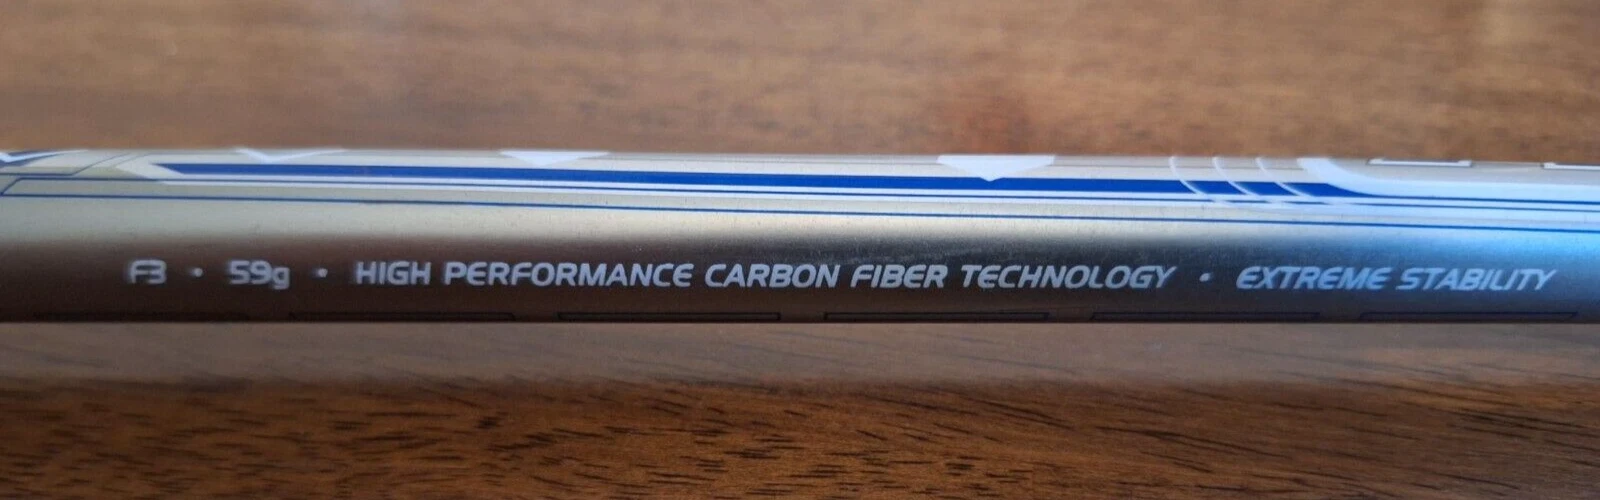 F3 • 59g • HIGH PERFORMANCE CARBON FIBER TECHNOLOGY • EXTREME STABILITY